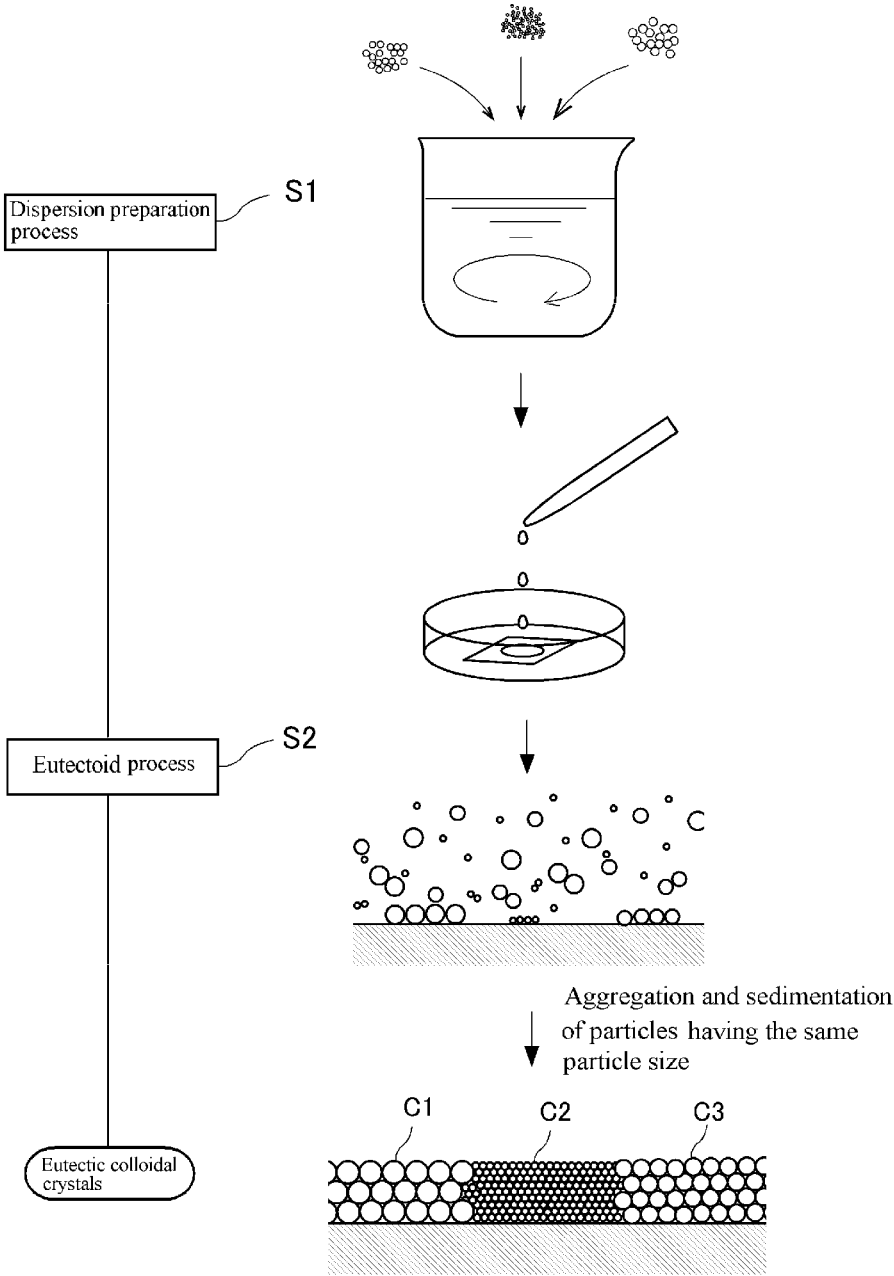 S1
Dispersion preparation
process
S2
Eutectoid process
Aggregation and sedimentation
of particles having the same
particle size
C1
C2
C3
Eutectic colloidal
crystals